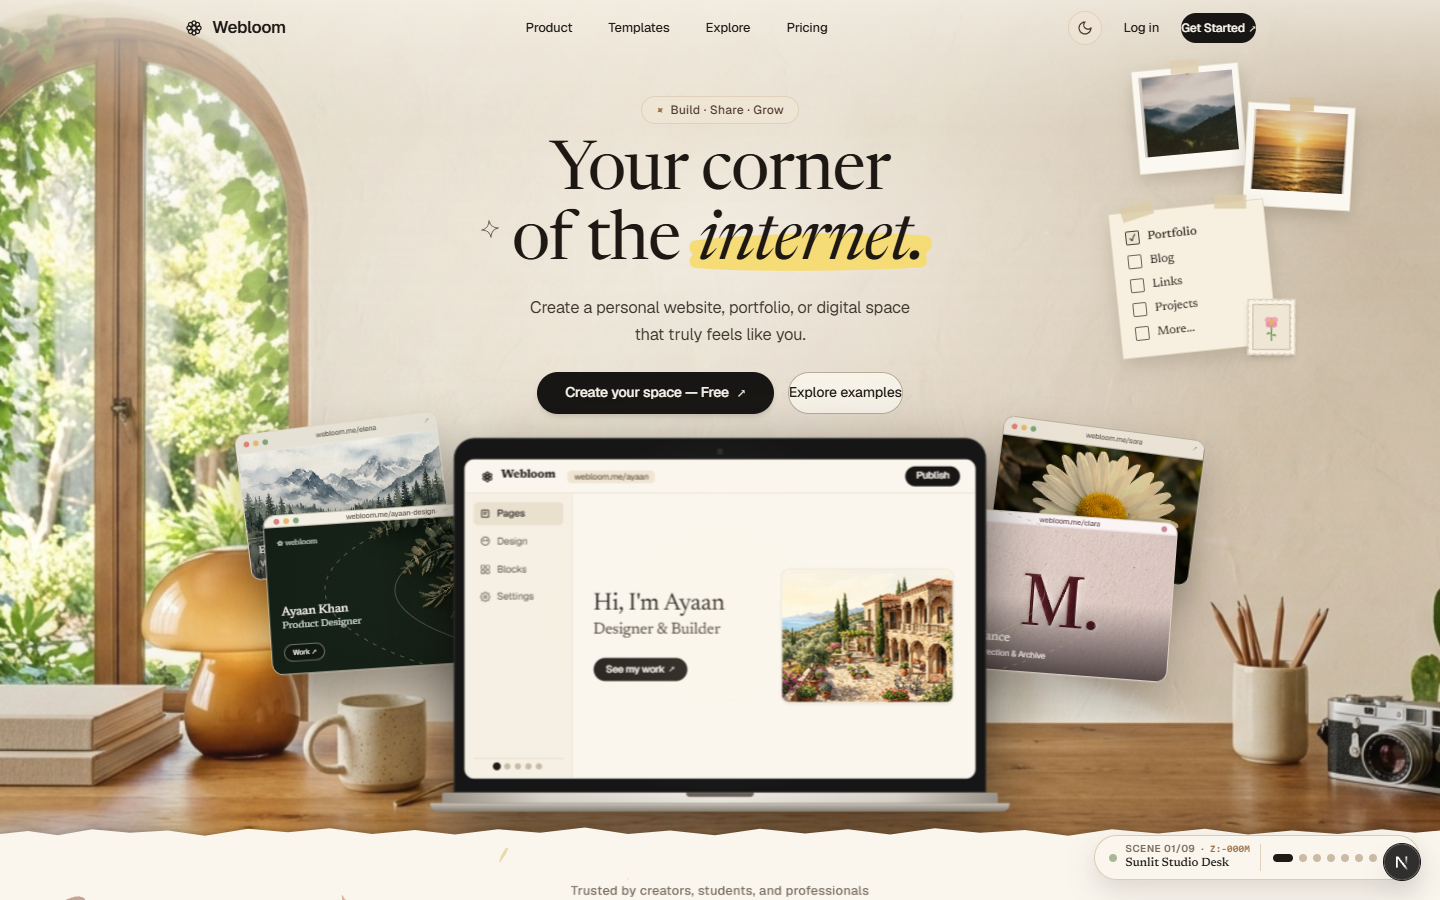 Webloom
Product
Templates
Explore
Pricing
Log in
Get Started ↗
Build · Share · Grow
Your corner
of the internet.
Create a personal website, portfolio, or digital space
that truly feels like you.
Create your space — Free ↗
Explore examples
Portfolio
Blog
Links
Projects
More...
webloom.me/elena
webloom.me/ayaan-design
webloom
Ayaan Khan
Product Designer
Work ↗
Webloom
webloom.me/ayaan
Publish
Pages
Design
Blocks
Settings
Hi, I'm Ayaan
Designer & Builder
See my work ↗
webloom.me/sora
webloom.me/clara
M.
& Archive
SCENE 01/09 · Z:-000M
Sunlit Studio Desk
N
Trusted by creators, students, and professionals